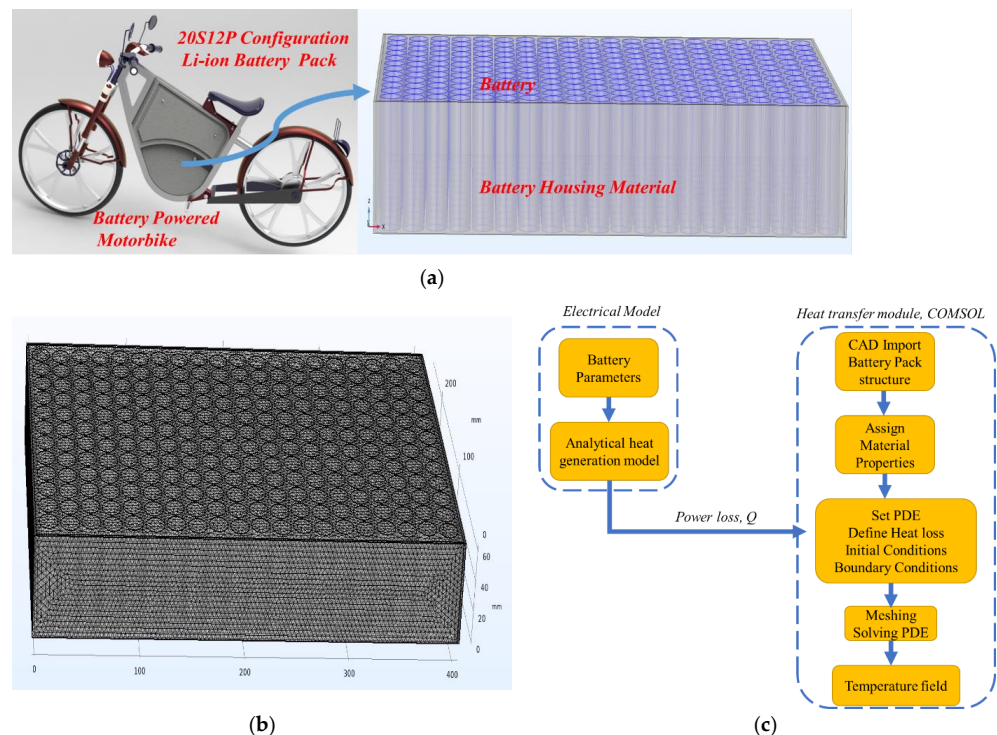 20S12P Configuration
Li-ion Battery Pack
Battery
Battery Housing Material
Battery Powered
Motorbike
z
x
(a)
200
mm
100
0
60
40
mm
20
0
0
100
200
300
400
(b)
Electrical Model
Battery
Parameters
Analytical heat
generation model
Power loss, Q
Heat transfer module, COMSOL
CAD Import
Battery Pack
structure
Assign
Material
Properties
Set PDE
Define Heat loss
Initial Conditions
Boundary Conditions
Meshing
Solving PDE
Temperature field
(c)